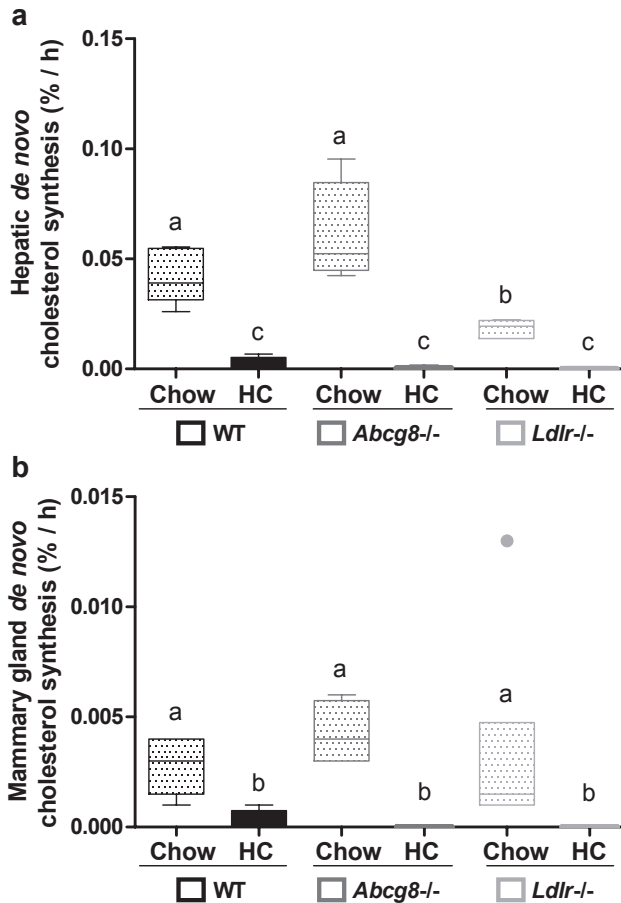 a
Hepatic de novo
cholesterol synthesis (% / h)
0.15
0.10
0.05
0.00
a
c
a
c
b
c
Chow HC Chow HC Chow HC
WT Abcg8-/- Ldlr-/-
b
Mammary gland de novo
cholesterol synthesis (% / h)
0.015
0.010
0.005
0.000
a
b
a
b
a
b
Chow HC Chow HC Chow HC
WT Abcg8-/- Ldlr-/-